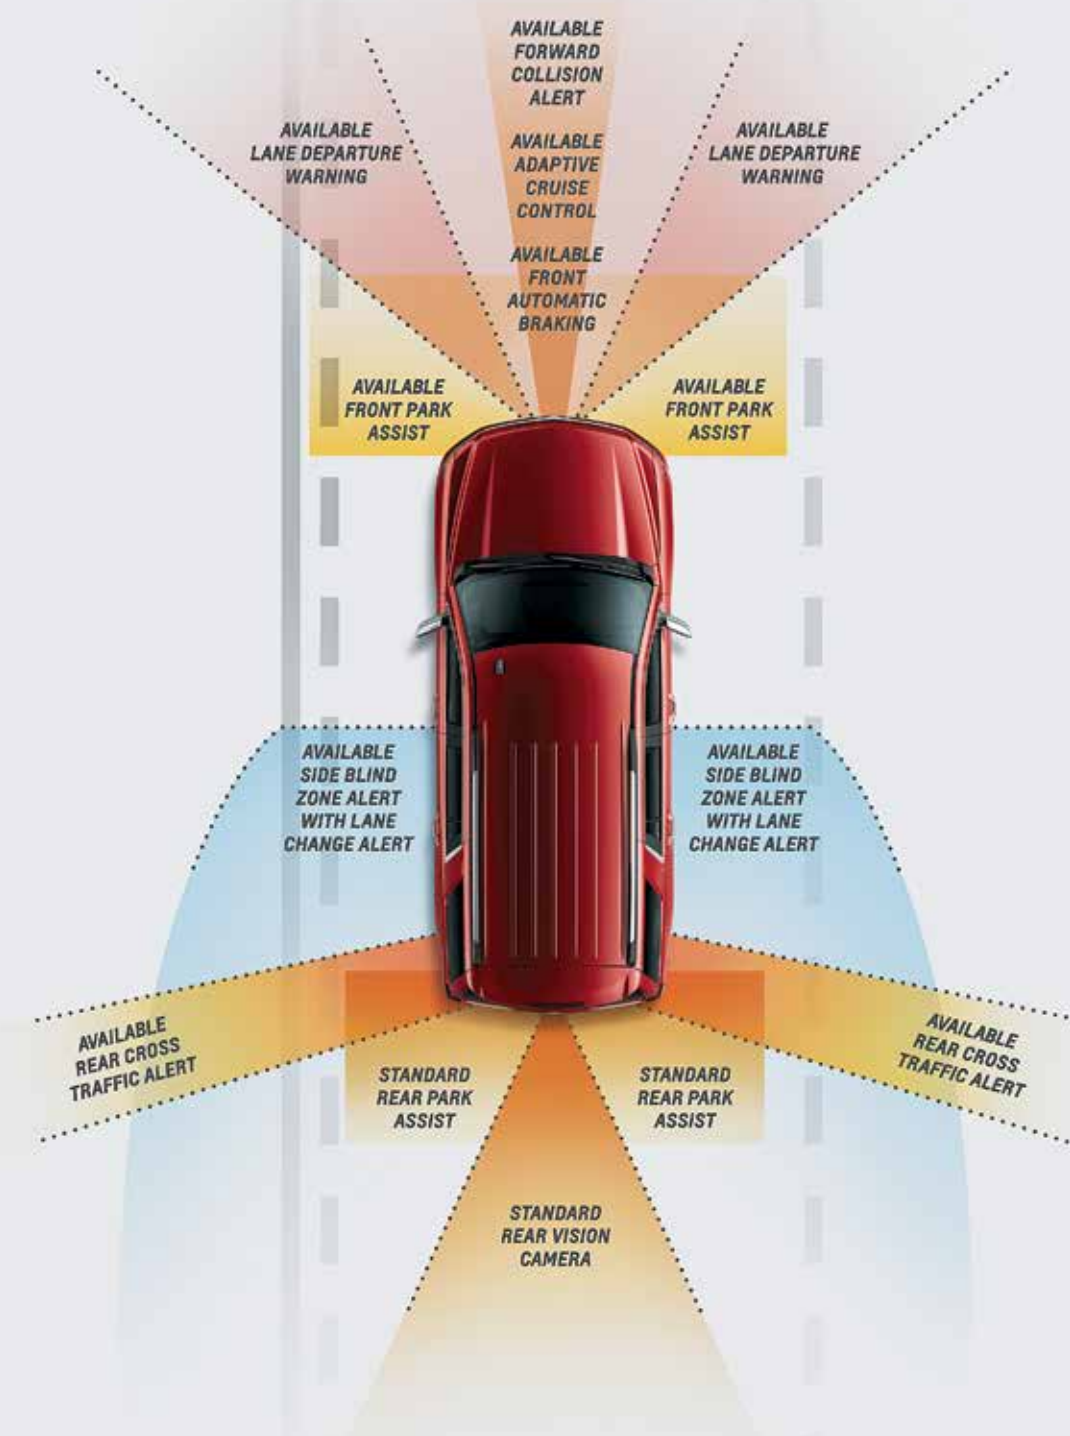 AVAILABLE
FORWARD
COLLISION
ALERT
AVAILABLE
LANE DEPARTURE
WARNING
AVAILABLE
ADAPTIVE
CRUISE
CONTROL
AVAILABLE
LANE DEPARTURE
WARNING
AVAILABLE
FRONT
AUTOMATIC
BRAKING
AVAILABLE
FRONT PARK
ASSIST
AVAILABLE
FRONT PARK
ASSIST
AVAILABLE
SIDE BLIND
ZONE ALERT
WITH LANE
CHANGE ALERT
AVAILABLE
SIDE BLIND
ZONE ALERT
WITH LANE
CHANGE ALERT
AVAILABLE
REAR CROSS
TRAFFIC ALERT
STANDARD
REAR PARK
ASSIST
STANDARD
REAR PARK
ASSIST
AVAILABLE
REAR CROSS
TRAFFIC ALERT
STANDARD
REAR VISION
CAMERA